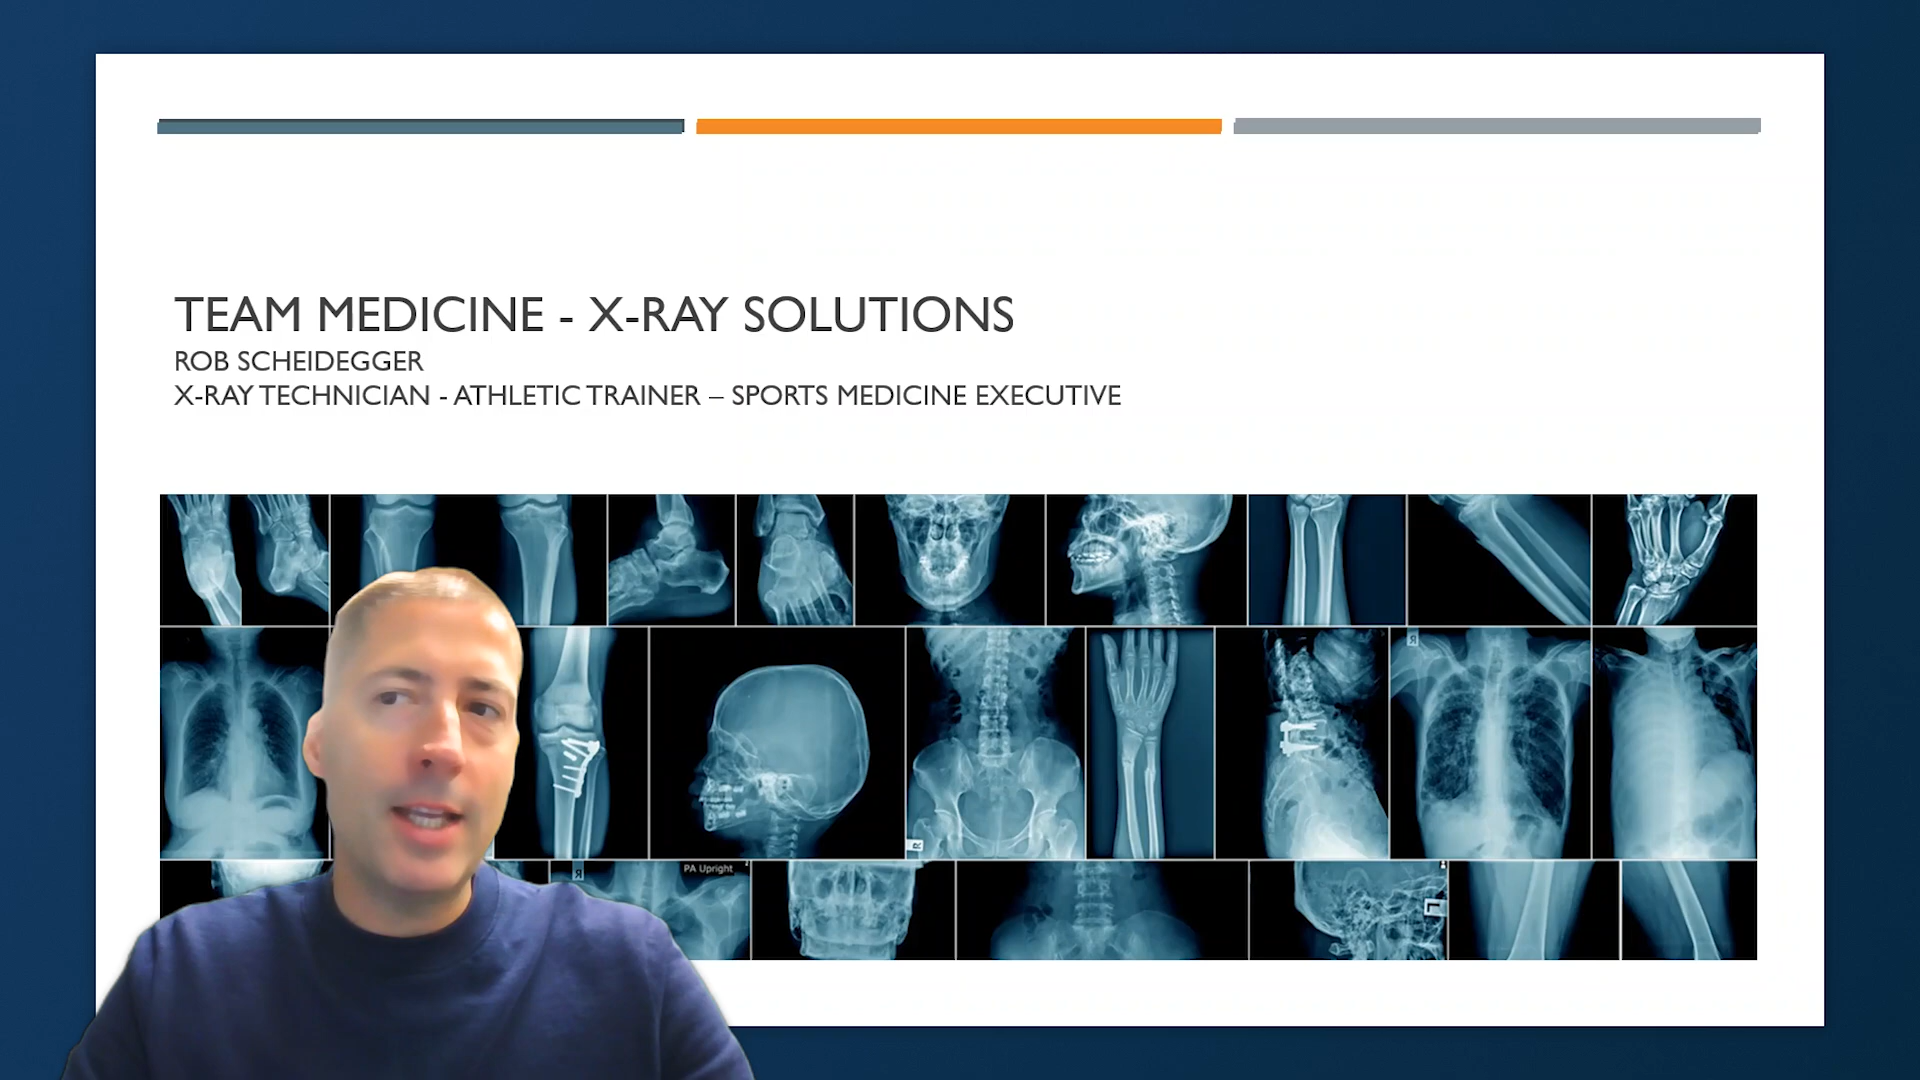 TEAM MEDICINE - X-RAY SOLUTIONS
ROB SCHEIDEGGER
X-RAY TECHNICIAN - ATHLETIC TRAINER – SPORTS MEDICINE EXECUTIVE
R
R
R
PA Upright
L